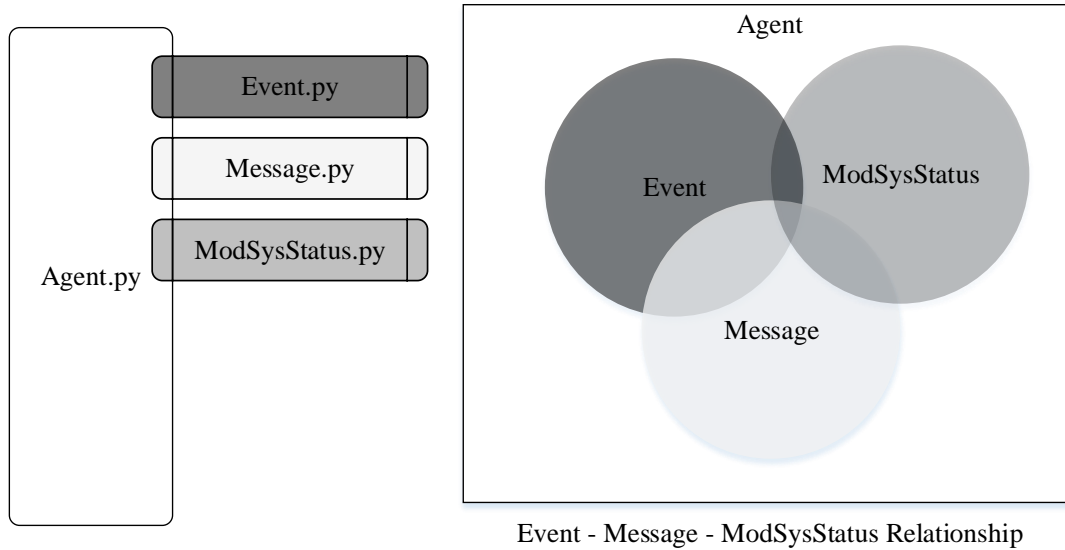 Event.py
Message.py
ModSysStatus.py
Agent.py
Agent
Event
ModSysStatus
Message
Event - Message - ModSysStatus Relationship